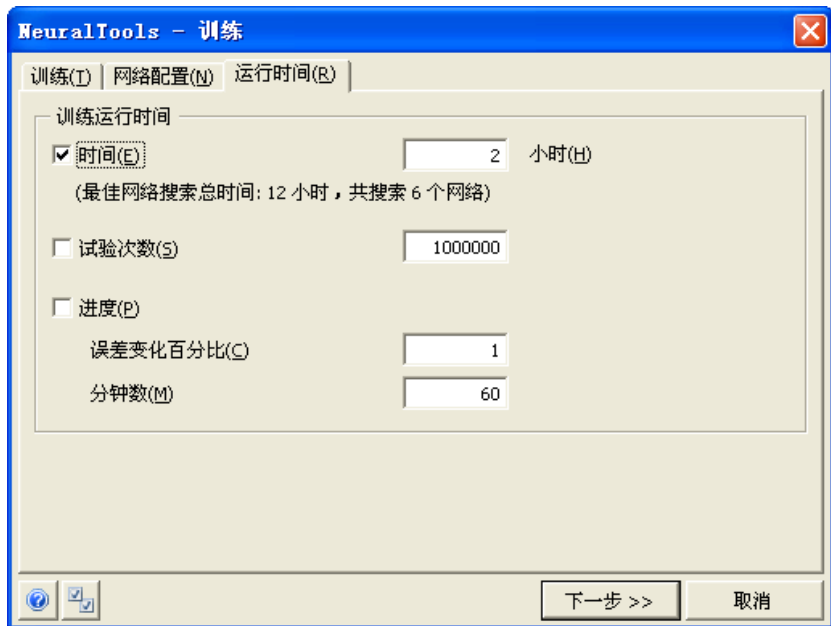 NeuralTools - 训练
训练(T) 网络配置(N) 运行时间(R)
训练运行时间
时间(E) 2 小时(H)
(最佳网络搜索总时间: 12 小时，共搜索 6 个网络)
试验次数(S) 1000000
进度(P)
误差变化百分比(C) 1
分钟数(M) 60
下一步 >> 取消